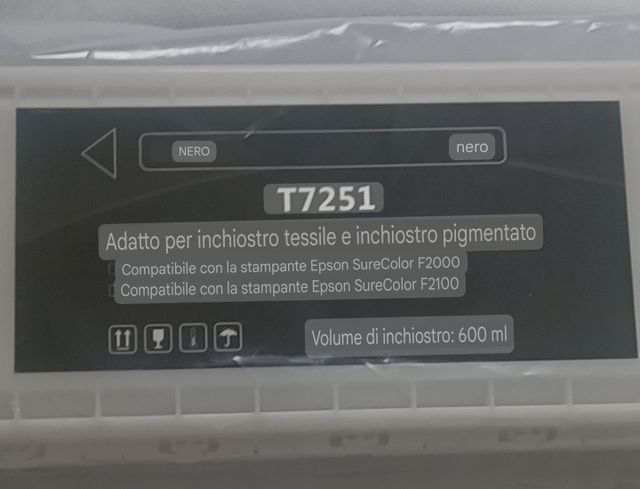 NERO nero
T7251
Adatto per inchiostro tessile e inchiostro pigmentato
Compatibile con la stampante Epson SureColor F2000
Compatibile con la stampante Epson SureColor F2100
Volume di inchiostro: 600 ml